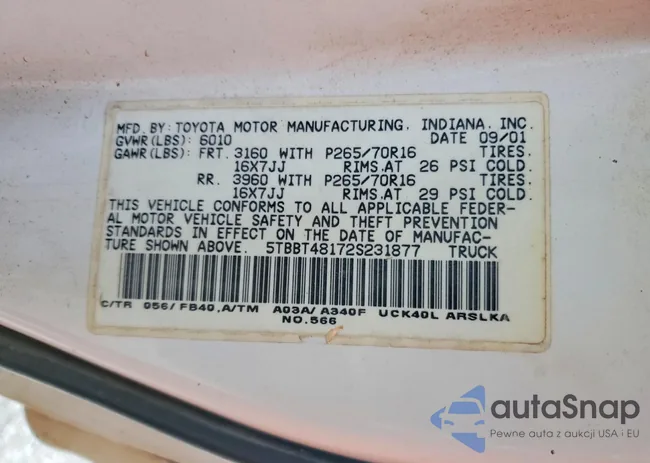 MFD. BY: TOYOTA MOTOR MANUFACTURING, INDIANA, INC.
GVWR(LBS): 6010 DATE 09/01
GAWR(LBS): FRT. 3160 WITH P265/70R16 TIRES.
16X7JJ RIMS.AT 26 PSI COLD.
RR. 3960 WITH P265/70R16 TIRES.
16X7JJ RIMS.AT 29 PSI COLD.
THIS VEHICLE CONFORMS TO ALL APPLICABLE FEDER-
AL MOTOR VEHICLE SAFETY AND THEFT PREVENTION
STANDARDS IN EFFECT ON THE DATE OF MANUFAC-
TURE SHOWN ABOVE. 5TBBT48172S231877 TRUCK
C/TR 056/FB40,A/TM A03A/A340F UCK40L ARSLKA
NO.566
autaSnap
Pewne auta z aukcji USA i EU